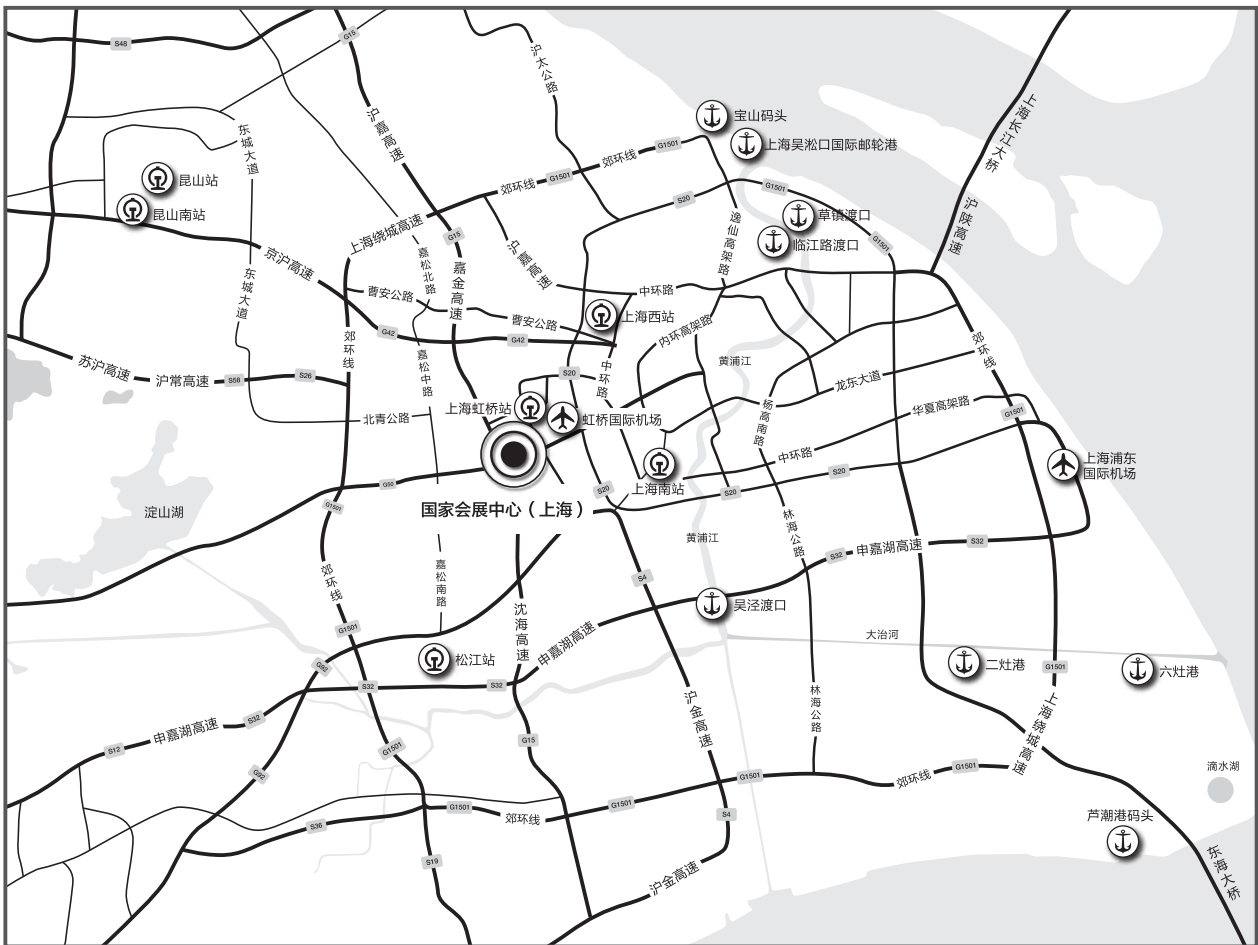 S48
G15
沪太公路
上海长江大桥
宝山码头
上海吴淞口国际邮轮港
沪嘉高速
东城大道
G1501
郊环线
G1501
郊环线
昆山站
昆山南站
S20
G1501
草镇渡口
临江路渡口
逸仙高架路
沪陕高速
G1501
上海绕城高速
G15
京沪高速
嘉松北路
沪嘉高速
嘉金高速
东城大道
曹安公路
中环路
曹安公路
上海西站
内环高架路
G42
G42
郊环线
郊环线
黄浦江
苏沪高速
沪常高速
S58
S26
嘉松中路
S20
中环路
龙东大道
北青公路
上海虹桥站
虹桥国际机场
杨高南路
华夏高架路
G1501
中环路
上海浦东
国际机场
上海南站
S20
G92
S20
S20
G1501
国家会展中心（上海）
淀山湖
林海公路
黄浦江
S32
申嘉湖高速
S32
郊环线
嘉松南路
S4
沈海高速
吴泾渡口
G1501
申嘉湖高速
大治河
松江站
G92
二灶港
G1501
六灶港
S32
S32
沪金高速
林海公路
上海绕城高速
S32
申嘉湖高速
S12
G1501
G15
G92
G1501
郊环线
G1501
滴水湖
G1501
G1501
郊环线
S36
S4
芦潮港码头
S19
沪金高速
东海大桥